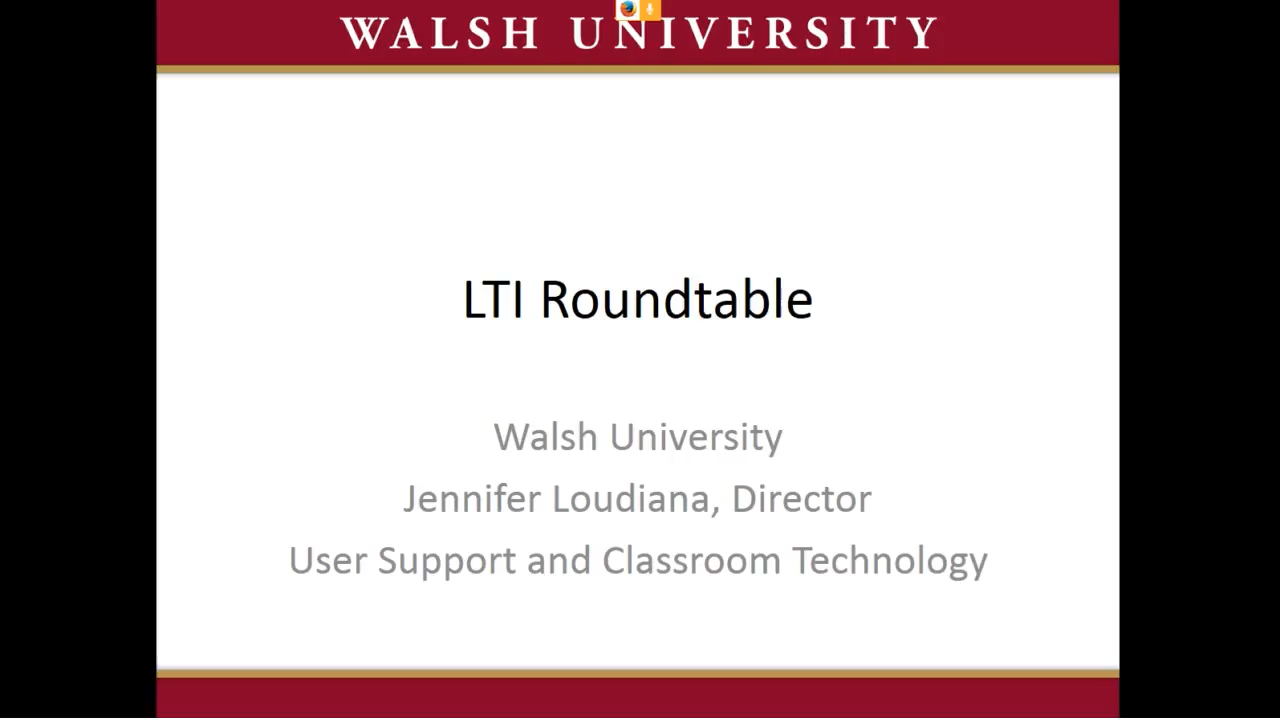 WALSH UNIVERSITY
LTI Roundtable
Walsh University
Jennifer Loudiana, Director
User Support and Classroom Technology